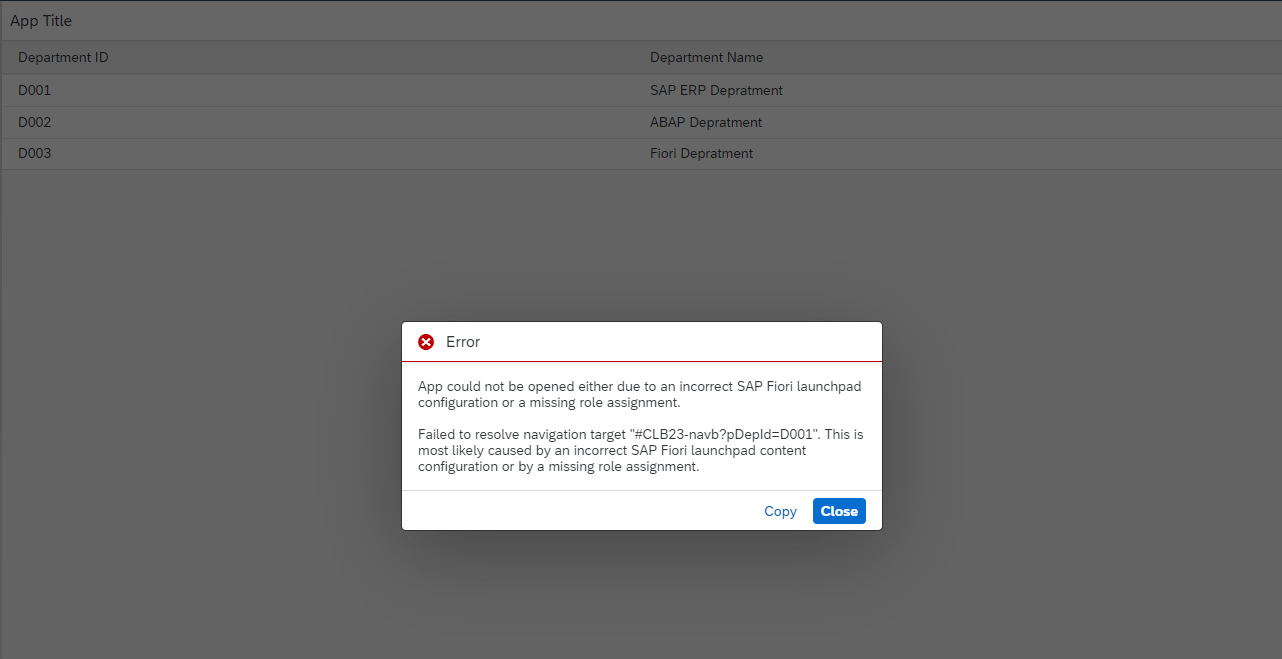 App Title
Department ID Department Name
D001 SAP ERP Depratment
D002 ABAP Depratment
D003 Fiori Depratment
Error
App could not be opened either due to an incorrect SAP Fiori launchpad
configuration or a missing role assignment.
Failed to resolve navigation target "#CLB23-navb?pDepId=D001". This is
most likely caused by an incorrect SAP Fiori launchpad content
configuration or by a missing role assignment.
Copy Close